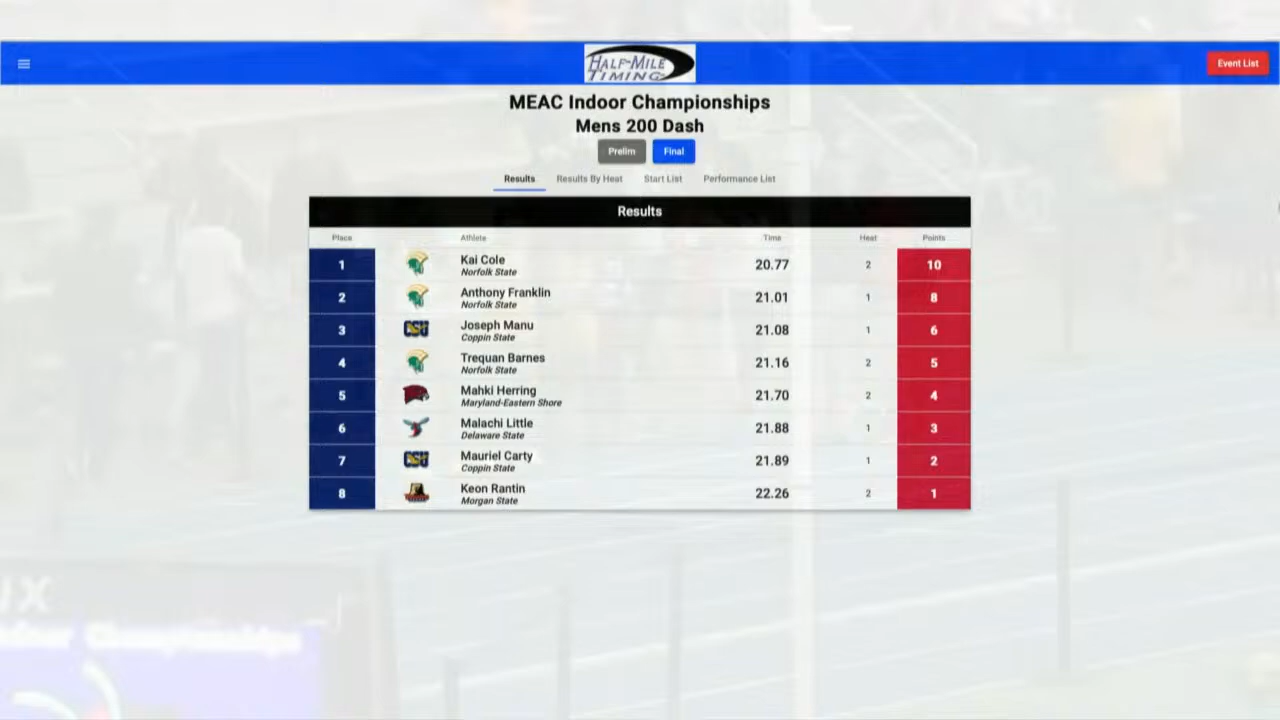 HALF-MILE
TIMING
Event List
MEAC Indoor Championships
Mens 200 Dash
Prelim Final
Results Results By Heat Start List Performance List
Results
Place Athlete Time Heat Points
1 Kai Cole 20.77 2 10
Norfolk State
2 Anthony Franklin 21.01 1 8
Norfolk State
3 CSU Joseph Manu 21.08 1 6
Coppin State
4 Trequan Barnes 21.16 2 5
Norfolk State
5 Mahki Herring 21.70 2 4
Maryland-Eastern Shore
6 Malachi Little 21.88 1 3
Delaware State
7 CSU Mauriel Carty 21.89 1 2
Coppin State
8 Keon Rantin 22.26 2 1
Morgan State
Championships